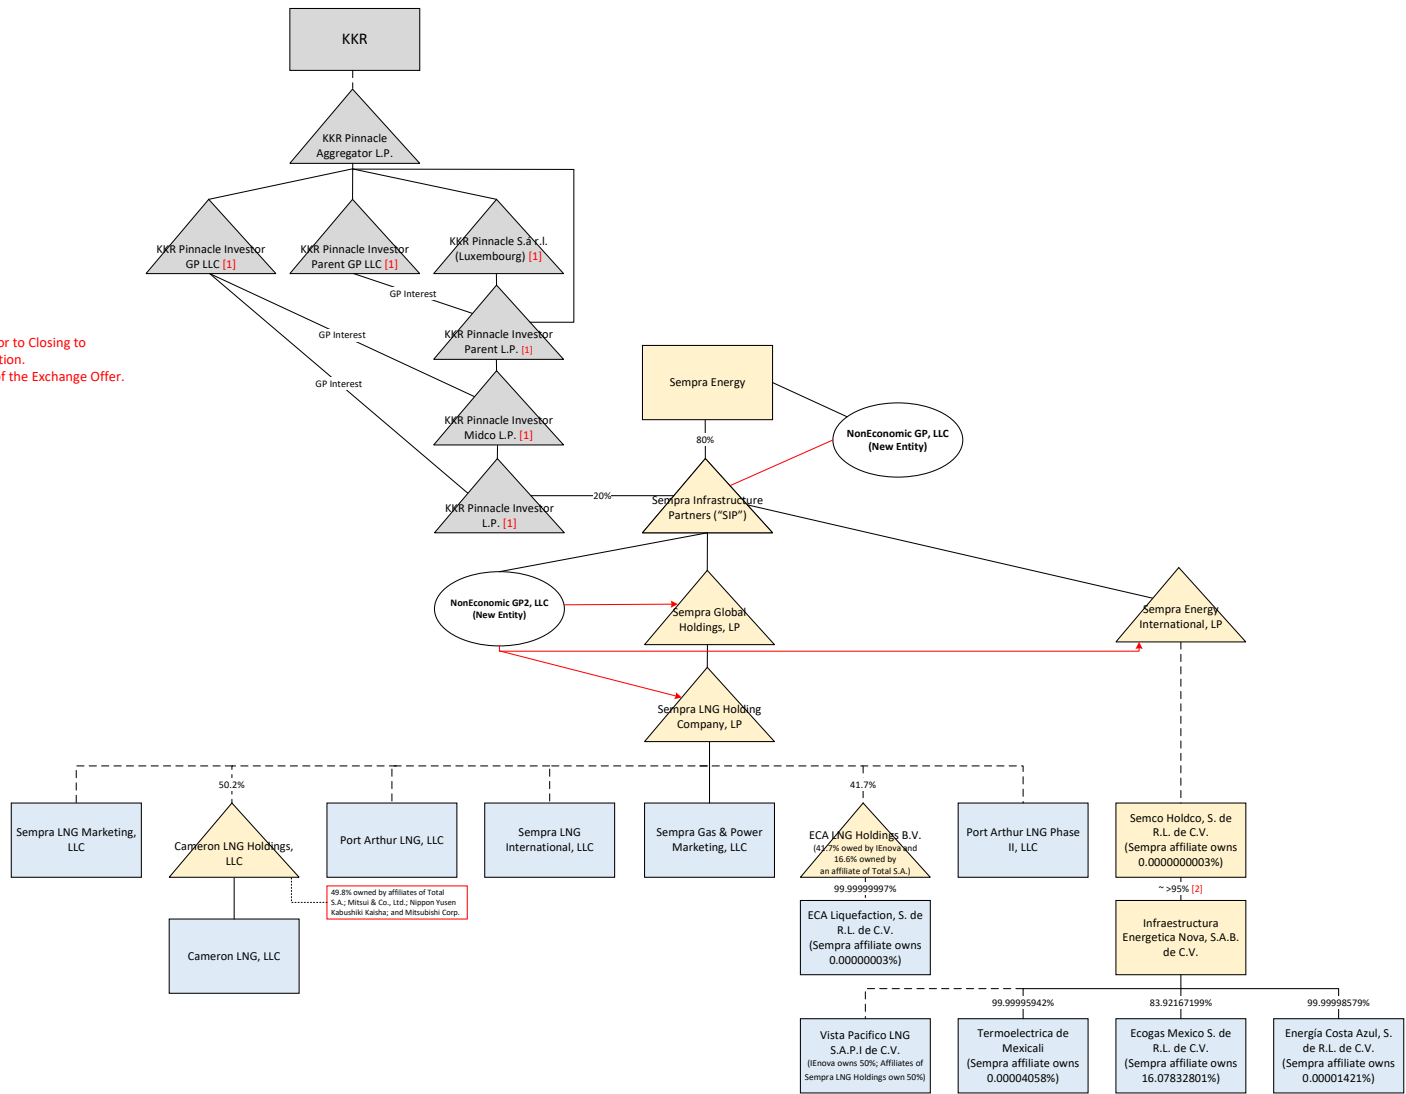 KKR
KKR Pinnacle
Aggregator L.P.
KKR Pinnacle Investor
GP LLC [1]
KKR Pinnacle Investor
Parent GP LLC [1]
KKR Pinnacle S.à r.l.
(Luxembourg) [1]
GP Interest
KKR Pinnacle Investor
Parent L.P. [1]
GP Interest
or to Closing to
tion.
of the Exchange Offer.
GP Interest
KKR Pinnacle Investor
Midco L.P. [1]
KKR Pinnacle Investor
L.P. [1]
20%
Sempra Energy
80%
NonEconomic GP, LLC
(New Entity)
Sempra Infrastructure
Partners (“SIP”)
NonEconomic GP2, LLC
(New Entity)
Sempra Global
Holdings, LP
Sempra Energy
International, LP
Sempra LNG Holding
Company, LP
50.2%
41.7%
Sempra LNG Marketing,
LLC
Cameron LNG Holdings,
LLC
Port Arthur LNG, LLC
Sempra LNG
International, LLC
Sempra Gas & Power
Marketing, LLC
ECA LNG Holdings B.V.
(41.7% owed by IEnova and
16.6% owned by
an affiliate of Total S.A.)
Port Arthur LNG Phase
II, LLC
Semco Holdco, S. de
R.L. de C.V.
(Sempra affiliate owns
0.0000000003%)
49.8% owned by affiliates of Total
S.A.; Mitsui & Co., Ltd.; Nippon Yusen
Kabushiki Kaisha; and Mitsubishi Corp.
99.99999997%
~ >95% [2]
Cameron LNG, LLC
ECA Liquefaction, S. de
R.L. de C.V.
(Sempra affiliate owns
0.00000003%)
Infraestructura
Energetica Nova, S.A.B.
de C.V.
99.99995942%
83.92167199%
99.99998579%
Vista Pacifico LNG
S.A.P.I de C.V.
(IEnova owns 50%; Affiliates of
Sempra LNG Holdings own 50%)
Termoelectrica de
Mexicali
(Sempra affiliate owns
0.00004058%)
Ecogas Mexico S. de
R.L. de C.V.
(Sempra affiliate owns
16.07832801%)
Energía Costa Azul, S.
de R.L. de C.V.
(Sempra affiliate owns
0.00001421%)